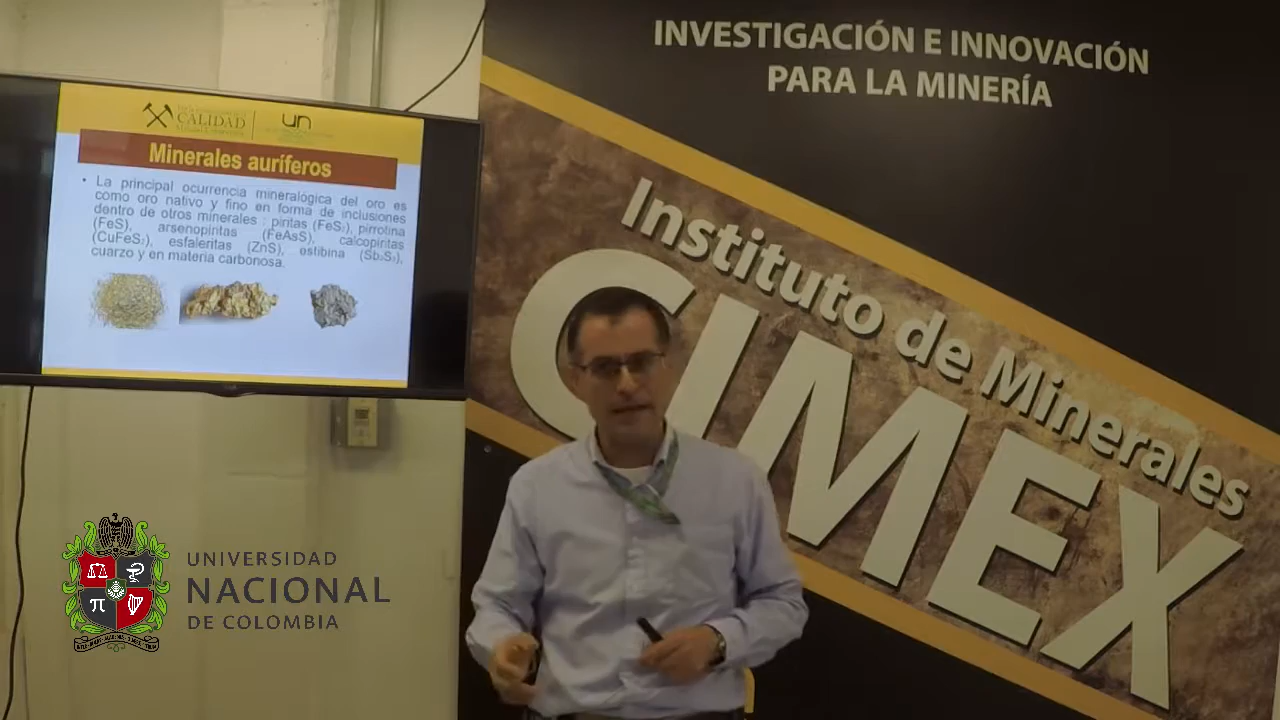 INVESTIGACIÓN E INNOVACIÓN
PARA LA MINERÍA
Instituto de Minerales
CIMEX
CALIDAD
un
Minerales auríferos
• La principal ocurrencia mineralógica del oro es
como oro nativo y fino en forma de inclusiones
dentro de otros minerales : piritas (FeS₂), pirrotina
(FeS), arsenopiritas (FeAsS), calcopiritas
(CuFeS₂), esfaleritas (ZnS), estibina (Sb₂S₃),
cuarzo y en materia carbonosa.
UNIVERSIDAD
NACIONAL
DE COLOMBIA